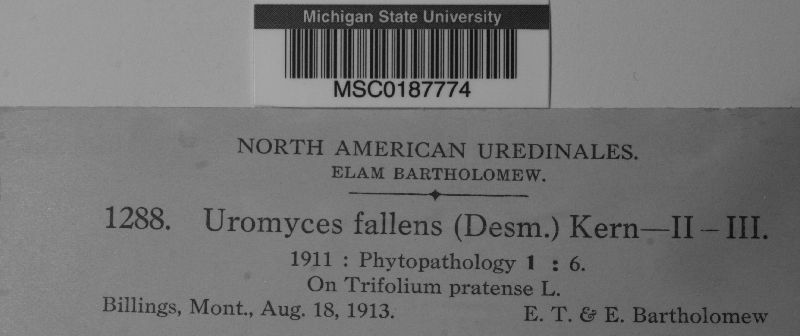 Michigan State University
MSC0187774
NORTH AMERICAN UREDINALES.
ELAM BARTHOLOMEW.
1288. Uromyces fallens (Desm.) Kern—II – III.
1911 : Phytopathology 1 : 6.
On Trifolium pratense L.
Billings, Mont., Aug. 18, 1913. E. T. & E. Bartholomew